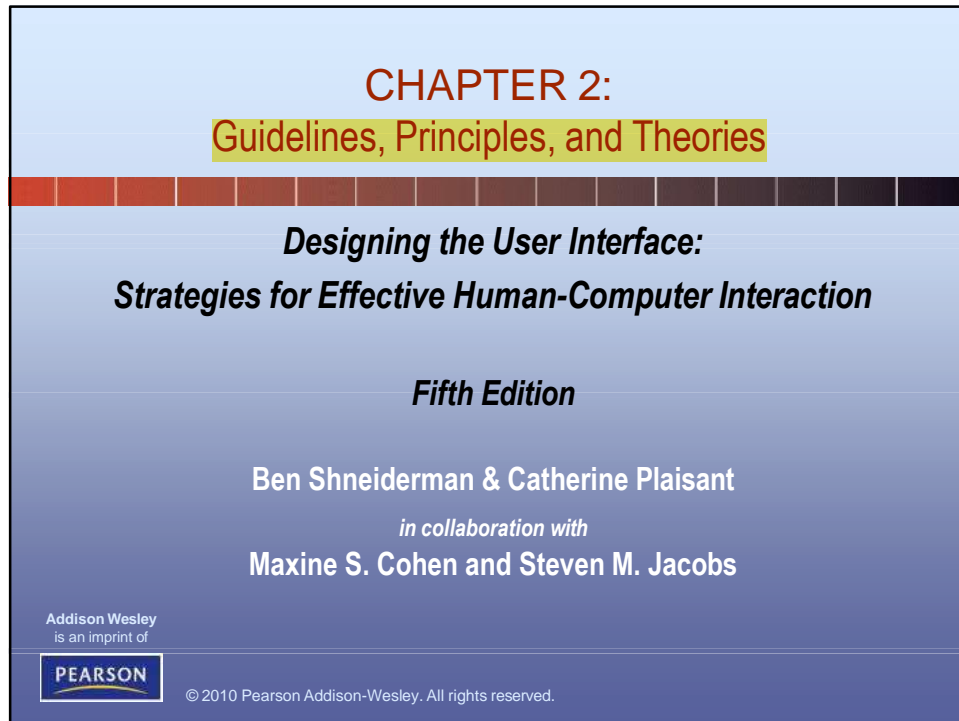 CHAPTER 2:
Guidelines, Principles, and Theories
Designing the User Interface:
Strategies for Effective Human-Computer Interaction
Fifth Edition
Ben Shneiderman & Catherine Plaisant
in collaboration with
Maxine S. Cohen and Steven M. Jacobs
Addison Wesley
is an imprint of
PEARSON
© 2010 Pearson Addison-Wesley. All rights reserved.